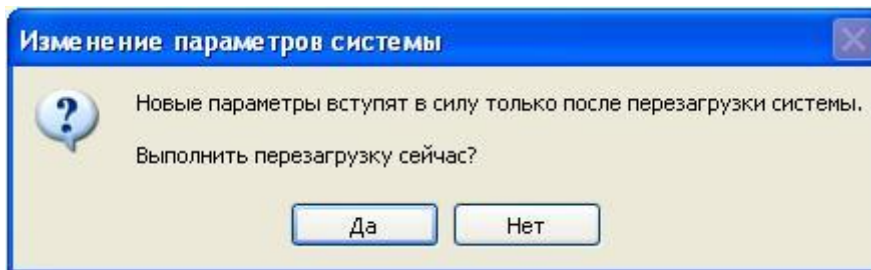 Изменение параметров системы
Новые параметры вступят в силу только после перезагрузки системы.
Выполнить перезагрузку сейчас?
Да
Нет